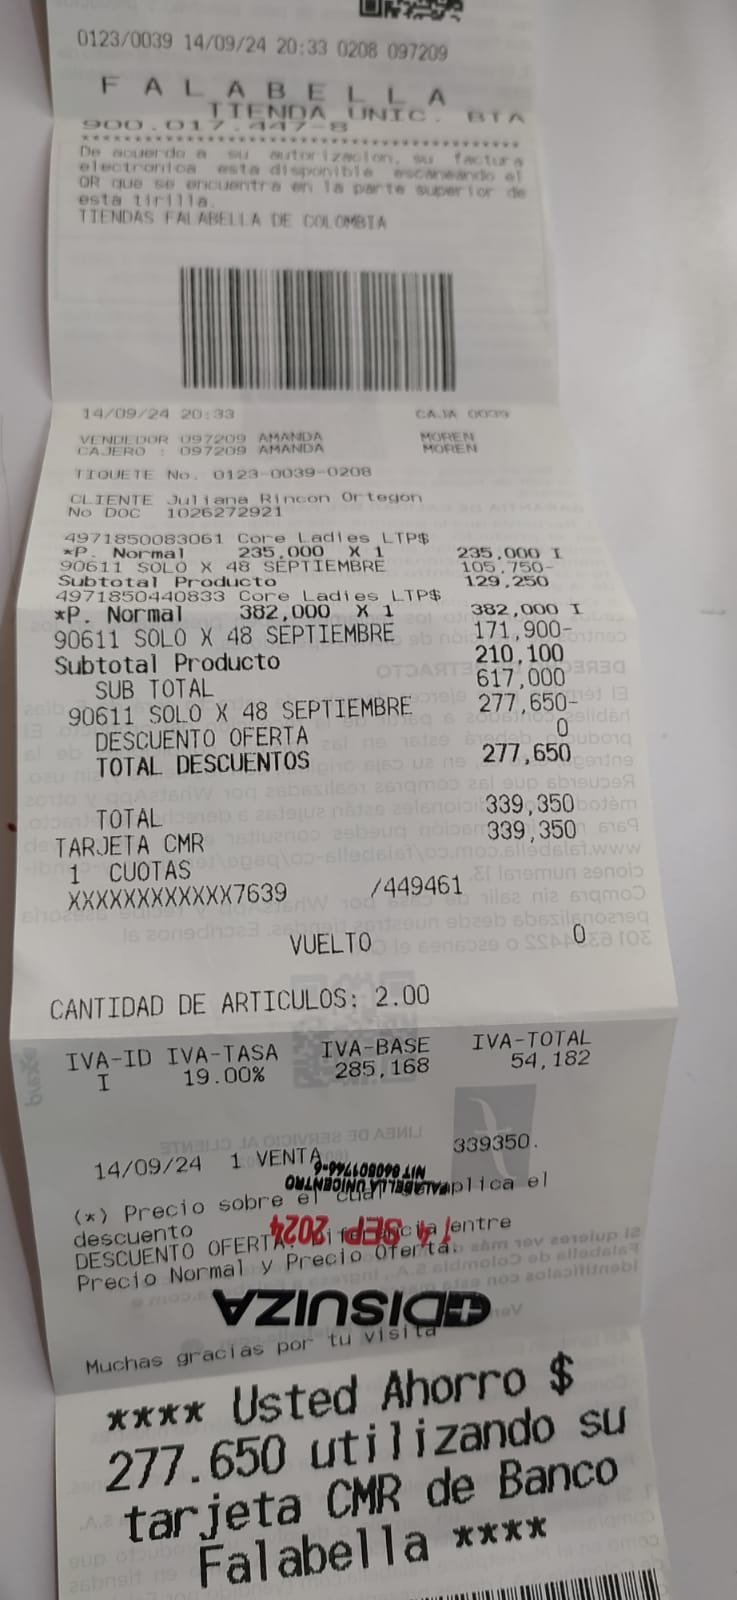 0123/0039 14/09/24 20:33 0208 097209
FALABELLA
TIENDA UNIC. BTA
900.017.447-8
****************************************
De acuerdo a su autorizacion, su factura
electronica esta disponible escaneando el
QR que se encuentra en la parte superior de
esta tirilla.
TIENDAS FALABELLA DE COLOMBIA
14/09/24 20:33 CAJA 0039
VENDEDOR 097209 AMANDA MOREN
CAJERO : 097209 AMANDA MOREN
TIQUETE No. 0123-0039-0208
CLIENTE Juliana Rincon Ortegon
No DOC 1026272921
4971850083061 Core Ladies LTP$
*P. Normal 235,000 X 1 235,000 I
90611 SOLO X 48 SEPTIEMBRE 105,750-
Subtotal Producto 129,250
4971850440833 Core Ladies LTP$
*P. Normal 382,000 X 1 382,000 I
90611 SOLO X 48 SEPTIEMBRE 171,900-
Subtotal Producto 210,100
SUB TOTAL 617,000
90611 SOLO X 48 SEPTIEMBRE 277,650-
DESCUENTO OFERTA 0
TOTAL DESCUENTOS 277,650
TOTAL 339,350
TARJETA CMR 339,350
1 CUOTAS
XXXXXXXXXXXX7639 /449461
VUELTO 0
CANTIDAD DE ARTICULOS: 2.00
IVA-ID IVA-TASA IVA-BASE IVA-TOTAL
I 19.00% 285,168 54,182
14/09/24 1 VENTA 339350.
FALABELLA UNICENTRO
(*) Precio sobre el cual se aplica el
descuento
SEP 2024
DESCUENTO OFERTA: Diferencia entre
Precio Normal y Precio Oferta.
EDISUIZA
Muchas gracias por tu visita
**** Usted Ahorro $
277.650 utilizando su
tarjeta CMR de Banco
Falabella ****